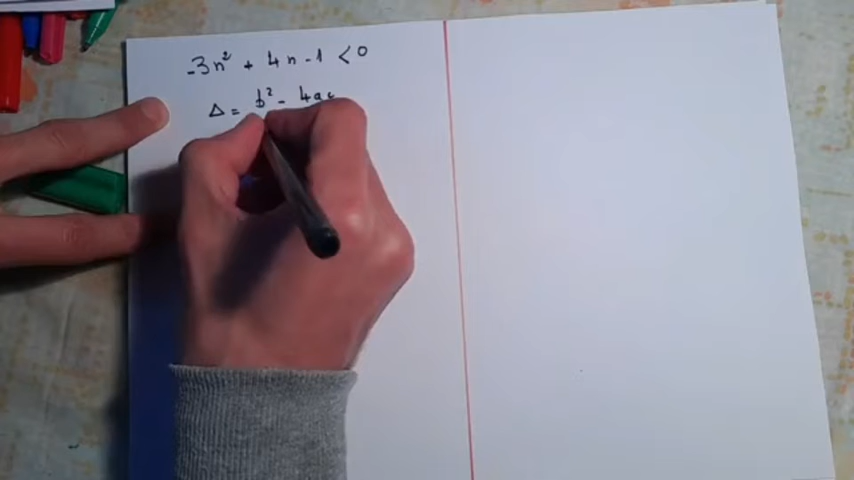 -3n² + 4n - 1 < 0
Δ = b² - 4ac